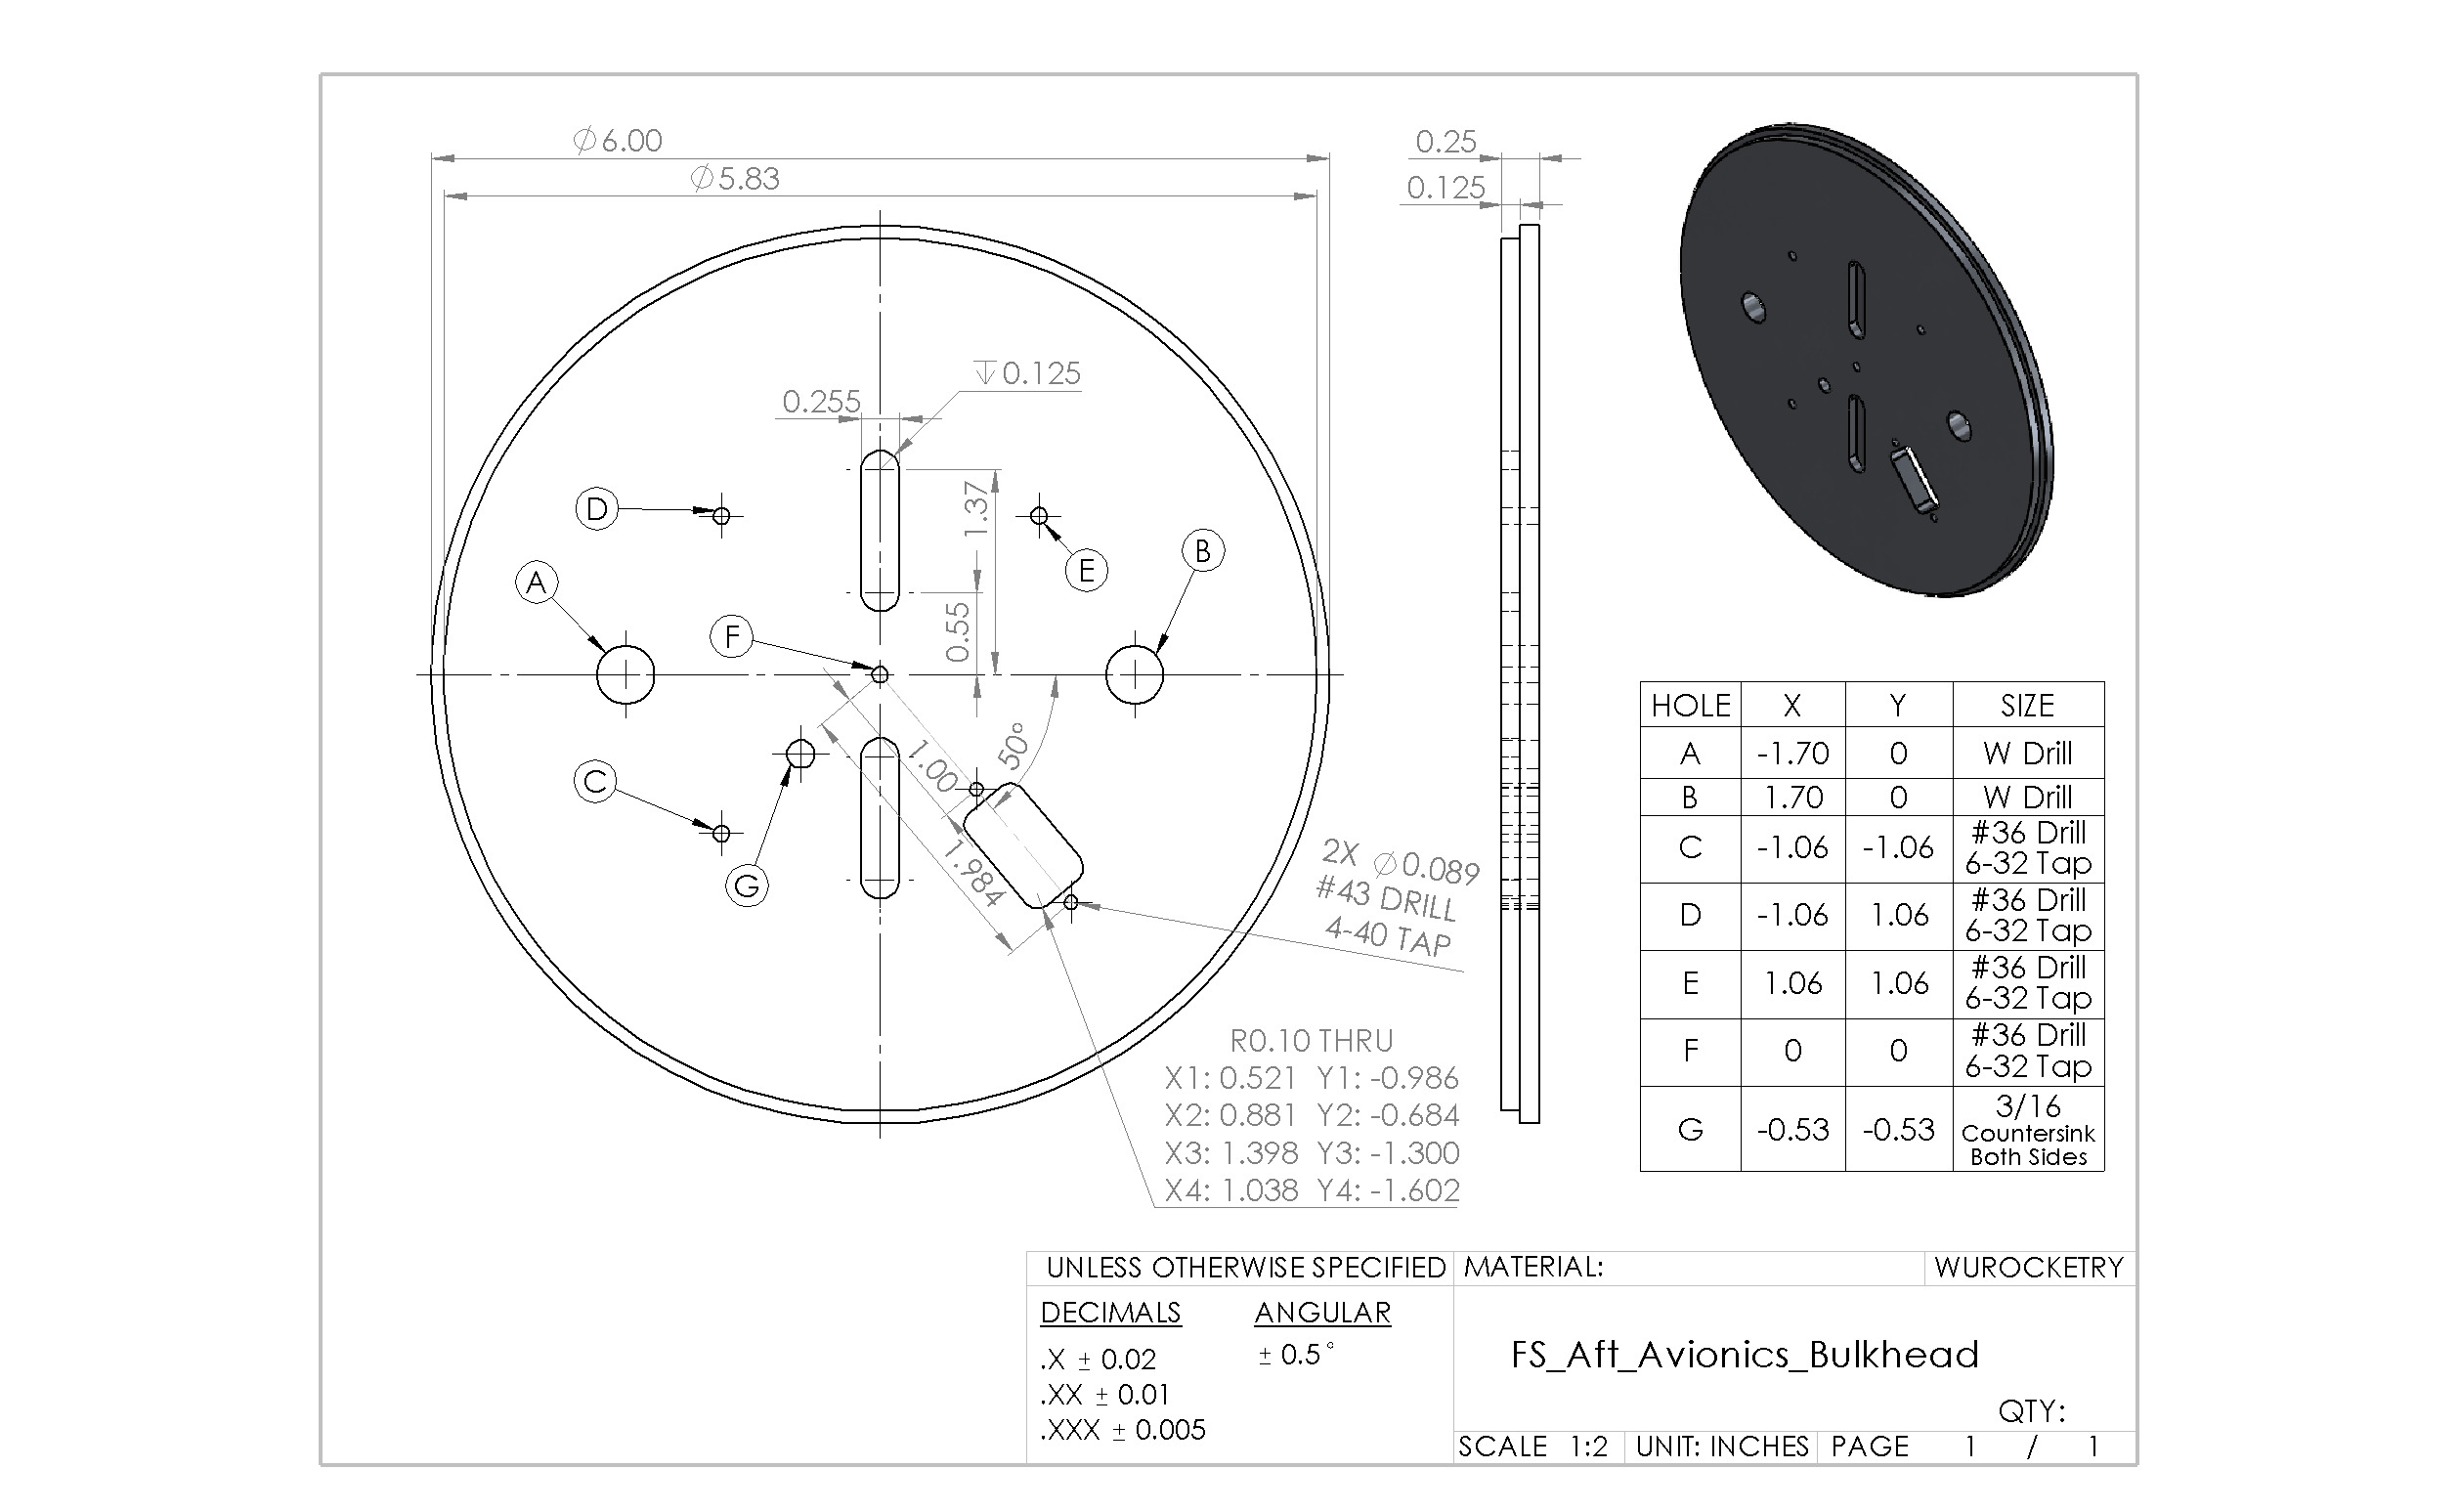 ⌀6.00
⌀5.83
0.25
0.125
↧0.125
0.255
1.37
0.55
D
E
B
A
F
C
G
50°
1.00
1.984
2X ⌀0.089
#43 DRILL
4-40 TAP
R0.10 THRU
X1: 0.521 Y1: -0.986
X2: 0.881 Y2: -0.684
X3: 1.398 Y3: -1.300
X4: 1.038 Y4: -1.602
HOLE X Y SIZE
A -1.70 0 W Drill
B 1.70 0 W Drill
C -1.06 -1.06 #36 Drill
6-32 Tap
D -1.06 1.06 #36 Drill
6-32 Tap
E 1.06 1.06 #36 Drill
6-32 Tap
F 0 0 #36 Drill
6-32 Tap
G -0.53 -0.53 3/16
Countersink
Both Sides
UNLESS OTHERWISE SPECIFIED
DECIMALS ANGULAR
.X ± 0.02 ± 0.5°
.XX ± 0.01
.XXX ± 0.005
MATERIAL: WUROCKETRY
FS_Aft_Avionics_Bulkhead
QTY:
SCALE 1:2 UNIT: INCHES PAGE 1 / 1